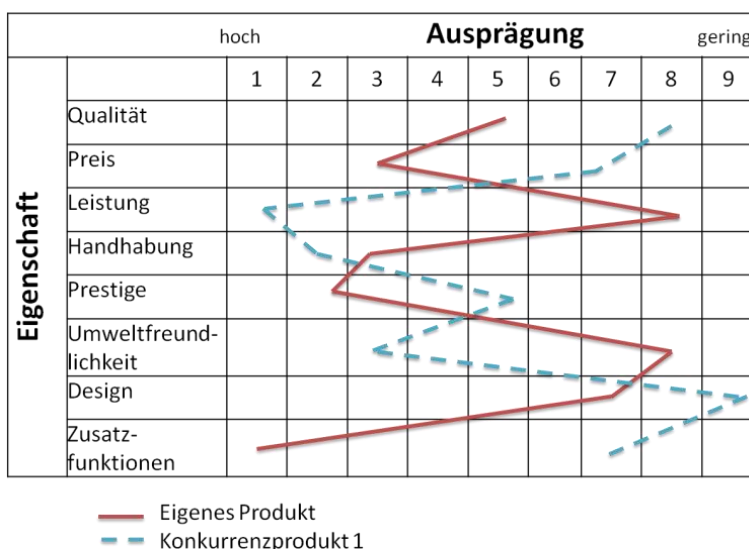 hoch Ausprägung gering
Eigenschaft
1 2 3 4 5 6 7 8 9
Qualität
Preis
Leistung
Handhabung
Prestige
Umweltfreund-
lichkeit
Design
Zusatz-
funktionen
Eigenes Produkt
Konkurrenzprodukt 1